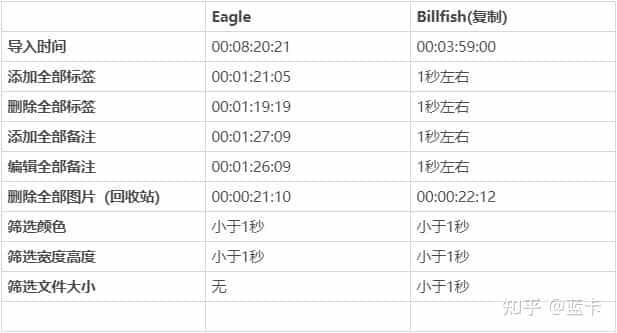 Eagle Billfish(复制)
导入时间 00:08:20:21 00:03:59:00
添加全部标签 00:01:21:05 1秒左右
删除全部标签 00:01:19:19 1秒左右
添加全部备注 00:01:27:09 1秒左右
编辑全部备注 00:01:26:09 1秒左右
删除全部图片 (回收站) 00:00:21:10 00:00:22:12
筛选颜色 小于1秒 小于1秒
筛选宽度高度 小于1秒 小于1秒
筛选文件大小 无 小于1秒
知乎 @蓝卡